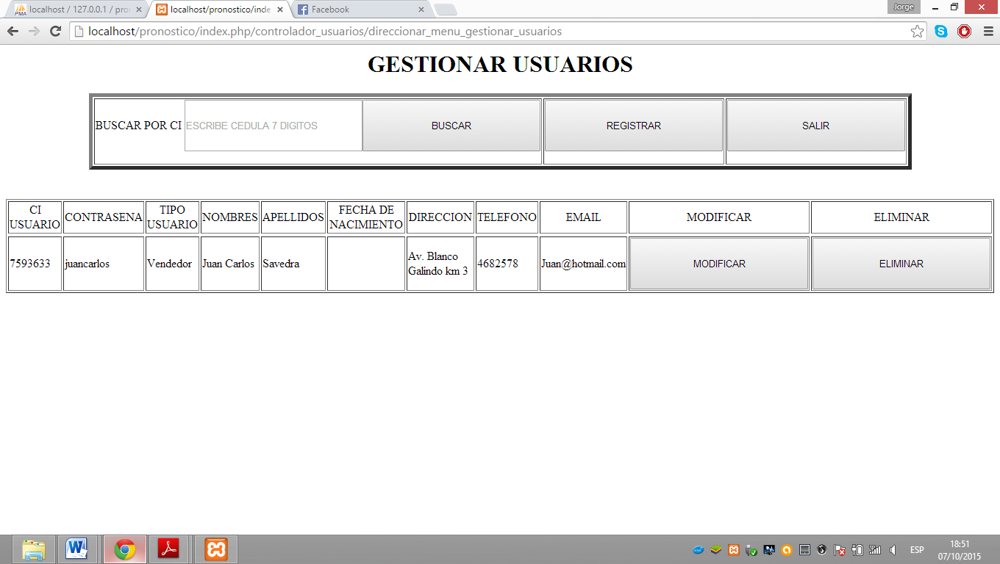 localhost / 127.0.0.1 / pro
localhost/pronostico/inde
Facebook
Jorge
localhost/pronostico/index.php/controlador_usuarios/direccionar_menu_gestionar_usuarios
GESTIONAR USUARIOS
BUSCAR POR CI ESCRIBE CEDULA 7 DIGITOS BUSCAR REGISTRAR SALIR
CI USUARIO CONTRASENA TIPO USUARIO NOMBRES APELLIDOS FECHA DE NACIMIENTO DIRECCION TELEFONO EMAIL MODIFICAR ELIMINAR
7593633 juancarlos Vendedor Juan Carlos Savedra Av. Blanco Galindo km 3 4682578 Juan@hotmail.com MODIFICAR ELIMINAR
ESP
18:51
07/10/2015